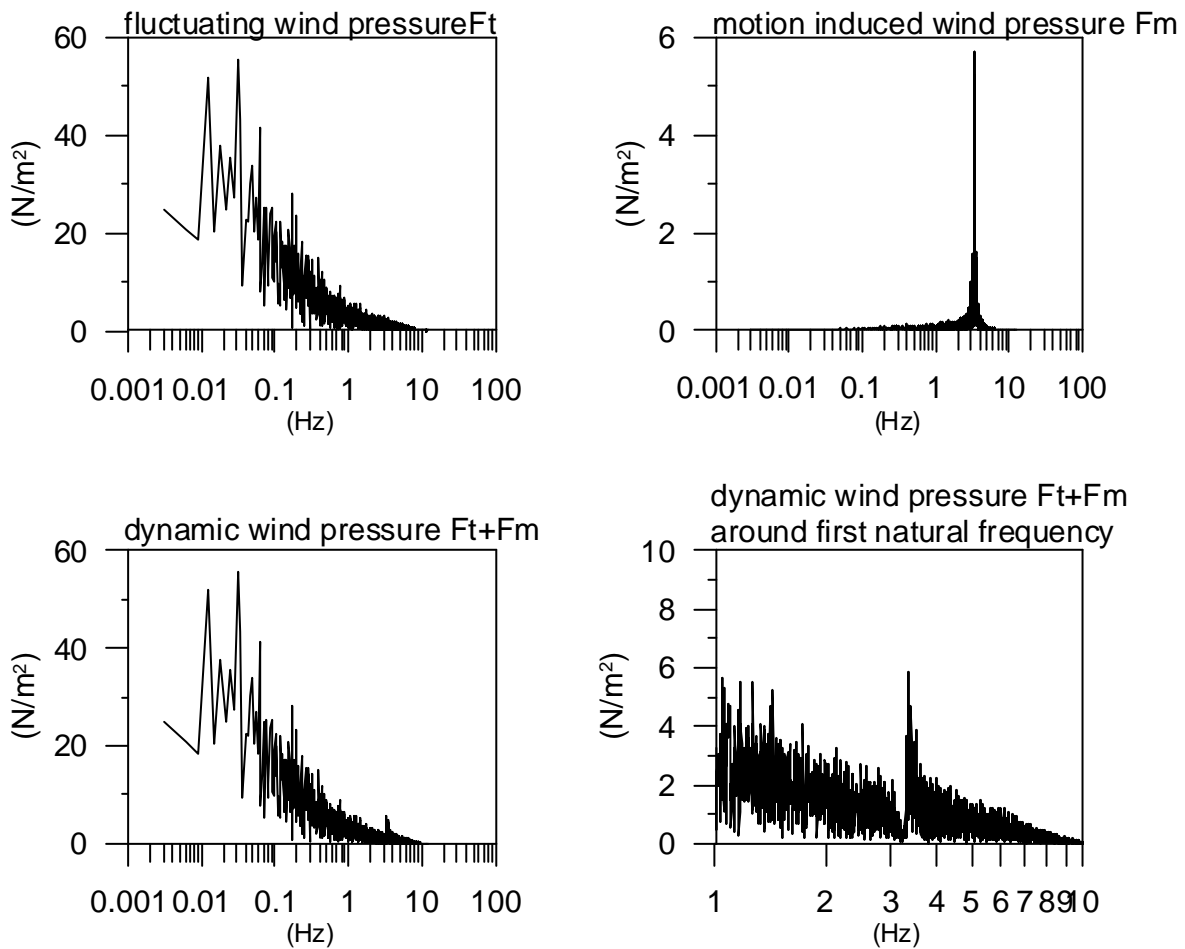 fluctuating wind pressureFt
60
40
20
0
(N/m²)
0.001 0.01 0.1 1 10 100
(Hz)
motion induced wind pressure Fm
6
4
2
0
(N/m²)
0.001 0.01 0.1 1 10 100
(Hz)
dynamic wind pressure Ft+Fm
60
40
20
0
(N/m²)
0.001 0.01 0.1 1 10 100
(Hz)
dynamic wind pressure Ft+Fm
around first natural frequency
10
8
6
4
2
0
(N/m²)
1 2 3 4 5 6 7 8 9 10
(Hz)